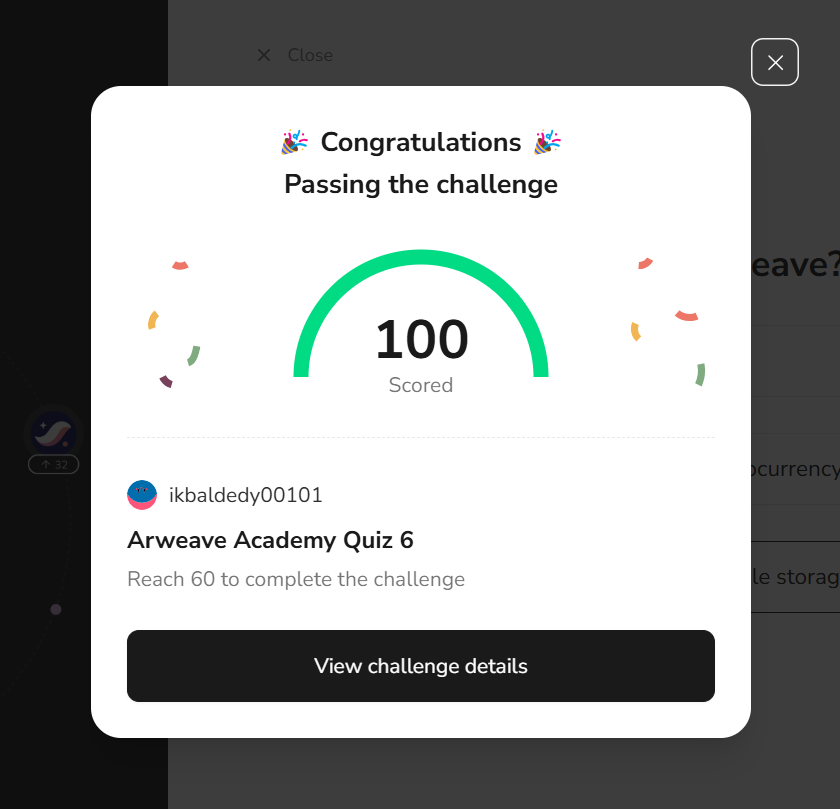 Close
Congratulations
Passing the challenge
eave?
100
Scored
32
ocurrency
ikbaldedy00101
Arweave Academy Quiz 6
Reach 60 to complete the challenge
le storag
View challenge details